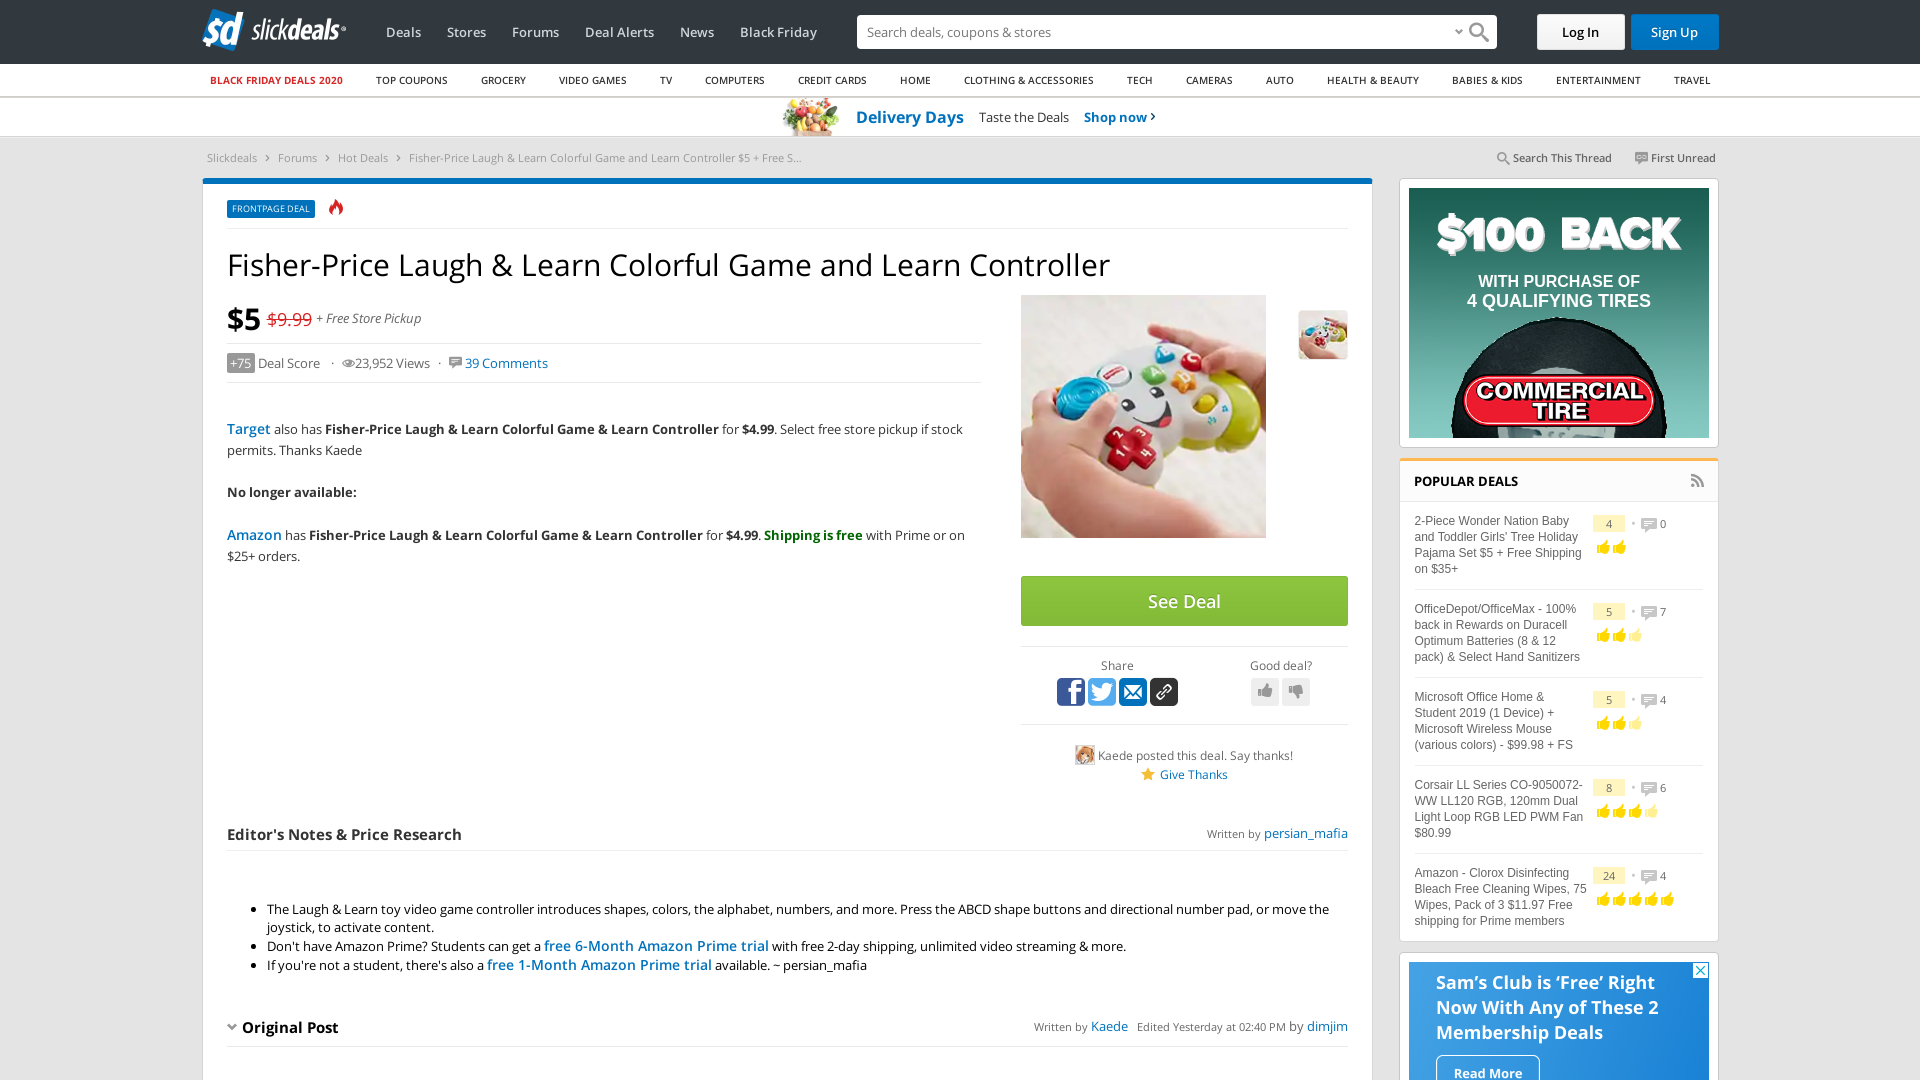 slickdeals
Deals Stores Forums Deal Alerts News Black Friday
Search deals, coupons & shopping
Log In
Sign Up
BLACK FRIDAY DEALS 2020 TOP COUPONS GROCERY VIDEO GAMES TV COMPUTERS CREDIT CARDS HOME CLOTHING & ACCESSORIES TECH CAMERAS AUTO HEALTH & BEAUTY BABIES & KIDS ENTERTAINMENT TRAVEL
Delivery Days Taste the Deals Shop now
Slickdeals Forums Hot Deals Fisher-Price Laugh & Learn Colorful Game and Learn Controller $5 + Free S...
Search This Thread First Unread
FRONTPAGE DEAL
Fisher-Price Laugh & Learn Colorful Game and Learn Controller
$5 $9.99 + Free Store Pickup
+75 Deal Score · 23,952 Views · 39 Comments
Target also has Fisher-Price Laugh & Learn Colorful Game & Learn Controller for $4.99. Select free store pickup if stock
permits. Thanks Kaede
No longer available:
Amazon has Fisher-Price Laugh & Learn Colorful Game & Learn Controller for $4.99. Shipping is free with Prime or on
$25+ orders.
See Deal
Share
Good deal?
Kaede posted this deal. Say thanks!
Give Thanks
Editor's Notes & Price Research
Written by persian_mafia
The Laugh & Learn toy video game controller introduces shapes, colors, the alphabet, numbers, and more. Press the ABCD shape buttons and directional number pad, or move the
joystick, to activate content.
Don't have Amazon Prime? Students can get a free 6-Month Amazon Prime trial with free 2-day shipping, unlimited video streaming & more.
If you're not a student, there's also a free 1-Month Amazon Prime trial available. ~ persian_mafia
Original Post
Written by Kaede Edited Yesterday at 02:40 PM by dimjim
$100 BACK
WITH PURCHASE OF
4 QUALIFYING TIRES
COMMERCIAL
TIRE
POPULAR DEALS
2-Piece Wonder Nation Baby
and Toddler Girls' Tree Holiday
Pajama Set $5 + Free Shipping
on $35+
4 • 0
OfficeDepot/OfficeMax - 100%
back in Rewards on Duracell
Optimum Batteries (8 & 12
pack) & Select Hand Sanitizers
5 • 7
Microsoft Office Home &
Student 2019 (1 Device) +
Microsoft Wireless Mouse
(various colors) - $99.98 + FS
5 • 4
Corsair LL Series CO-9050072-
WW LL120 RGB, 120mm Dual
Light Loop RGB LED PWM Fan
$80.99
8 • 6
Amazon - Clorox Disinfecting
Bleach Free Cleaning Wipes, 75
Wipes, Pack of 3 $11.97 Free
shipping for Prime members
24 • 4
Sam's Club is 'Free' Right
Now With Any of These 2
Membership Deals
Read More